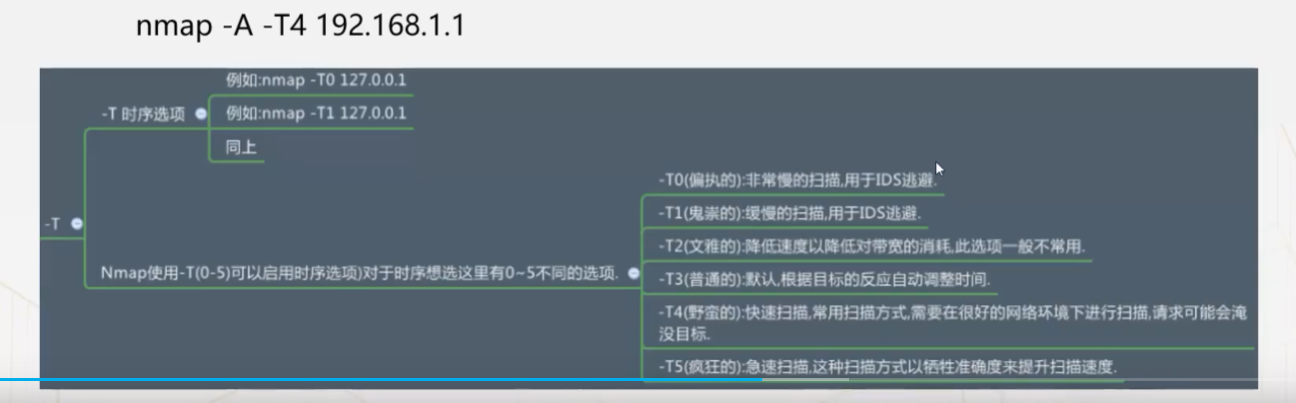 nmap -A -T4 192.168.1.1
例如:nmap -T0 127.0.0.1
-T 时序选项
例如:nmap -T1 127.0.0.1
同上
-T
Nmap使用-T(0-5)可以启用时序选项)对于时序想选这里有0~5不同的选项.
-T0(偏执的):非常慢的扫描,用于IDS逃避.
-T1(鬼祟的):缓慢的扫描,用于IDS逃避.
-T2(文雅的):降低速度以降低对带宽的消耗,此选项一般不常用.
-T3(普通的):默认,根据目标的反应自动调整时间.
-T4(野蛮的):快速扫描,常用扫描方式,需要在很好的网络环境下进行扫描,请求可能会淹
没目标.
-T5(疯狂的):急速扫描,这种扫描方式以牺牲准确度来提升扫描速度.